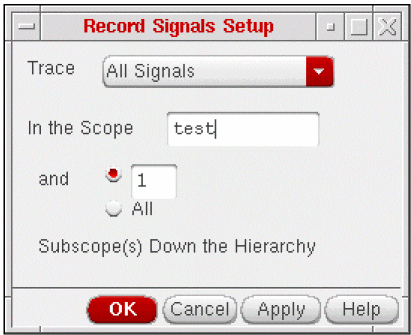 Record Signals Setup
Trace All Signals
In the Scope test
and 1
All
Subscope(s) Down the Hierarchy
OK Cancel Apply Help